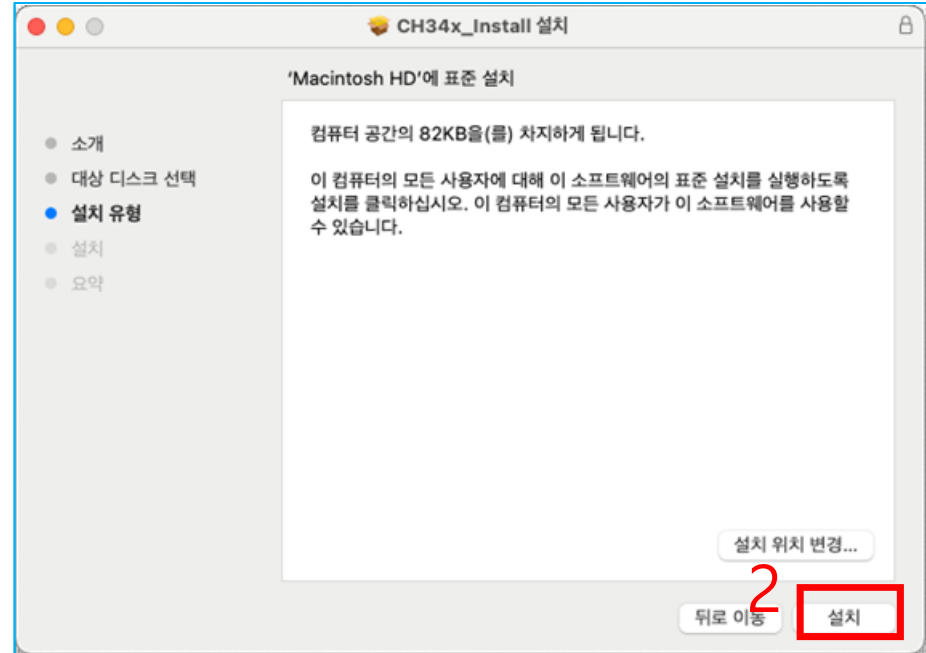 CH34x_Install 설치
'Macintosh HD'에 표준 설치
소개
대상 디스크 선택
설치 유형
설치
요약
컴퓨터 공간의 82KB을(를) 차지하게 됩니다.
이 컴퓨터의 모든 사용자에 대해 이 소프트웨어의 표준 설치를 실행하도록
설치를 클릭하십시오. 이 컴퓨터의 모든 사용자가 이 소프트웨어를 사용할
수 있습니다.
설치 위치 변경...
2
뒤로 이동
설치